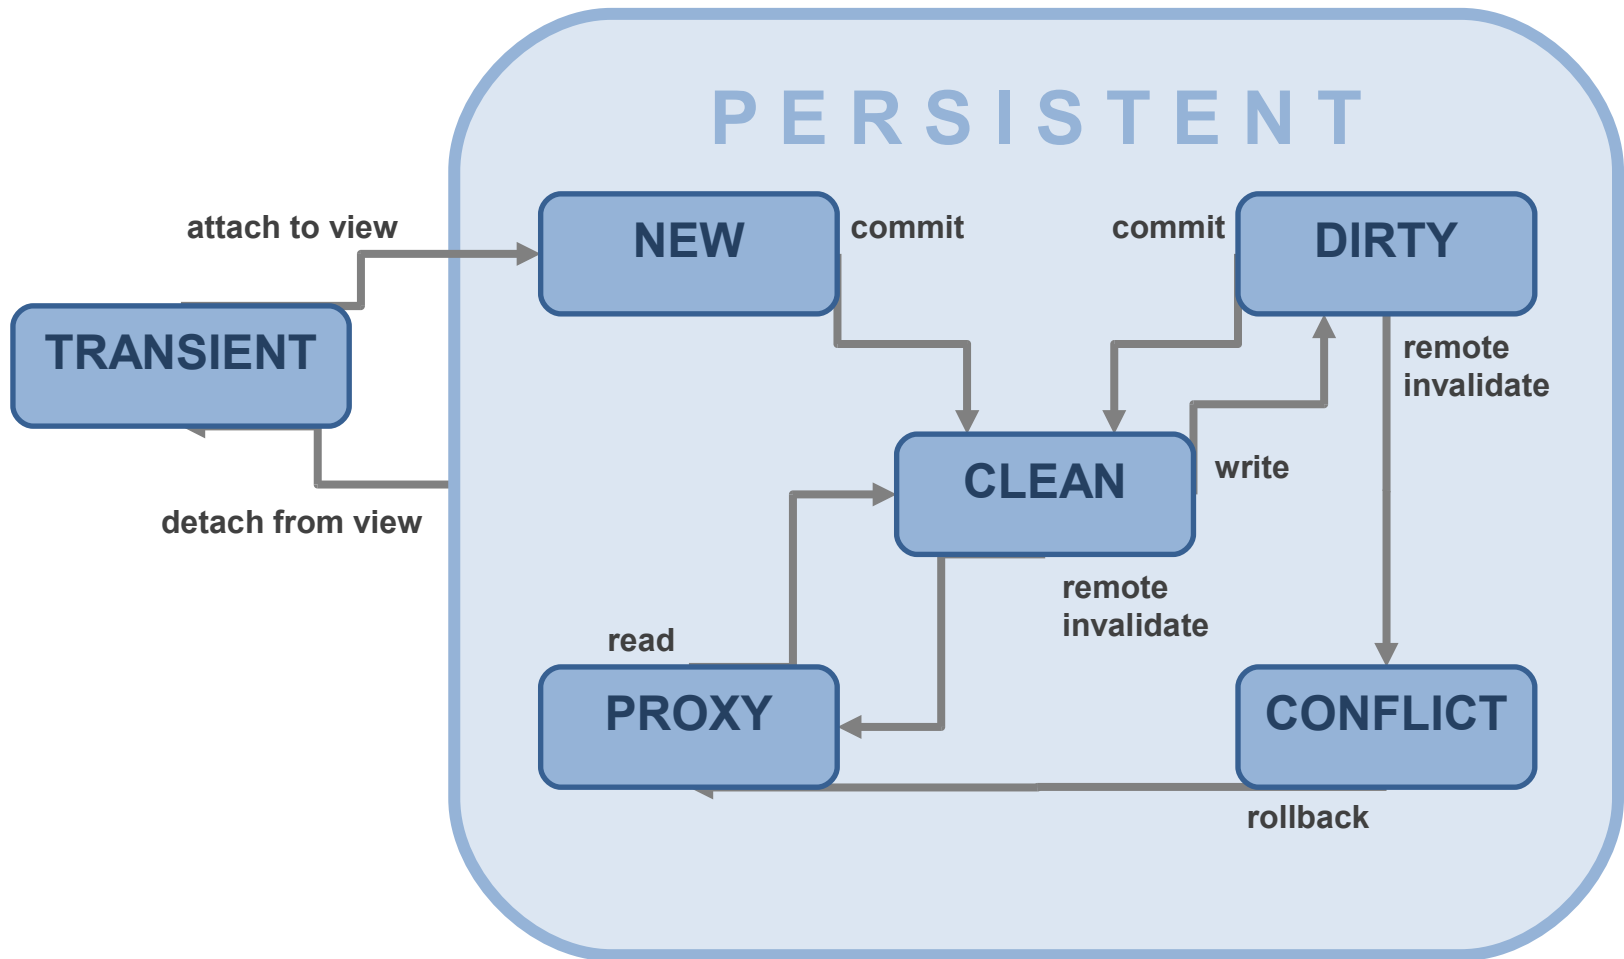 P E R S I S T E N T
attach to view
NEW
commit
commit
DIRTY
TRANSIENT
remote
invalidate
CLEAN
write
detach from view
remote
invalidate
read
PROXY
CONFLICT
rollback